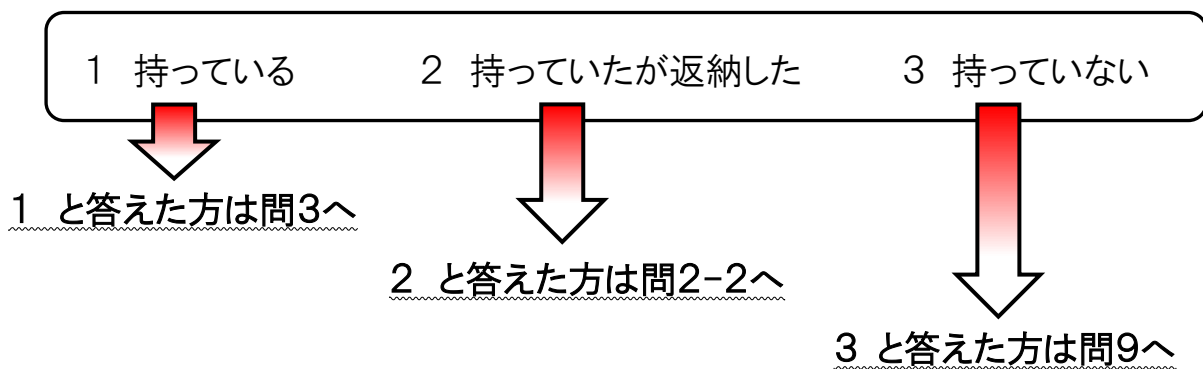 1　持っている　2　持っていたが返納した　3　持っていない
1　と答えた方は問3へ
2　と答えた方は問2-2へ
3　と答えた方は問9へ